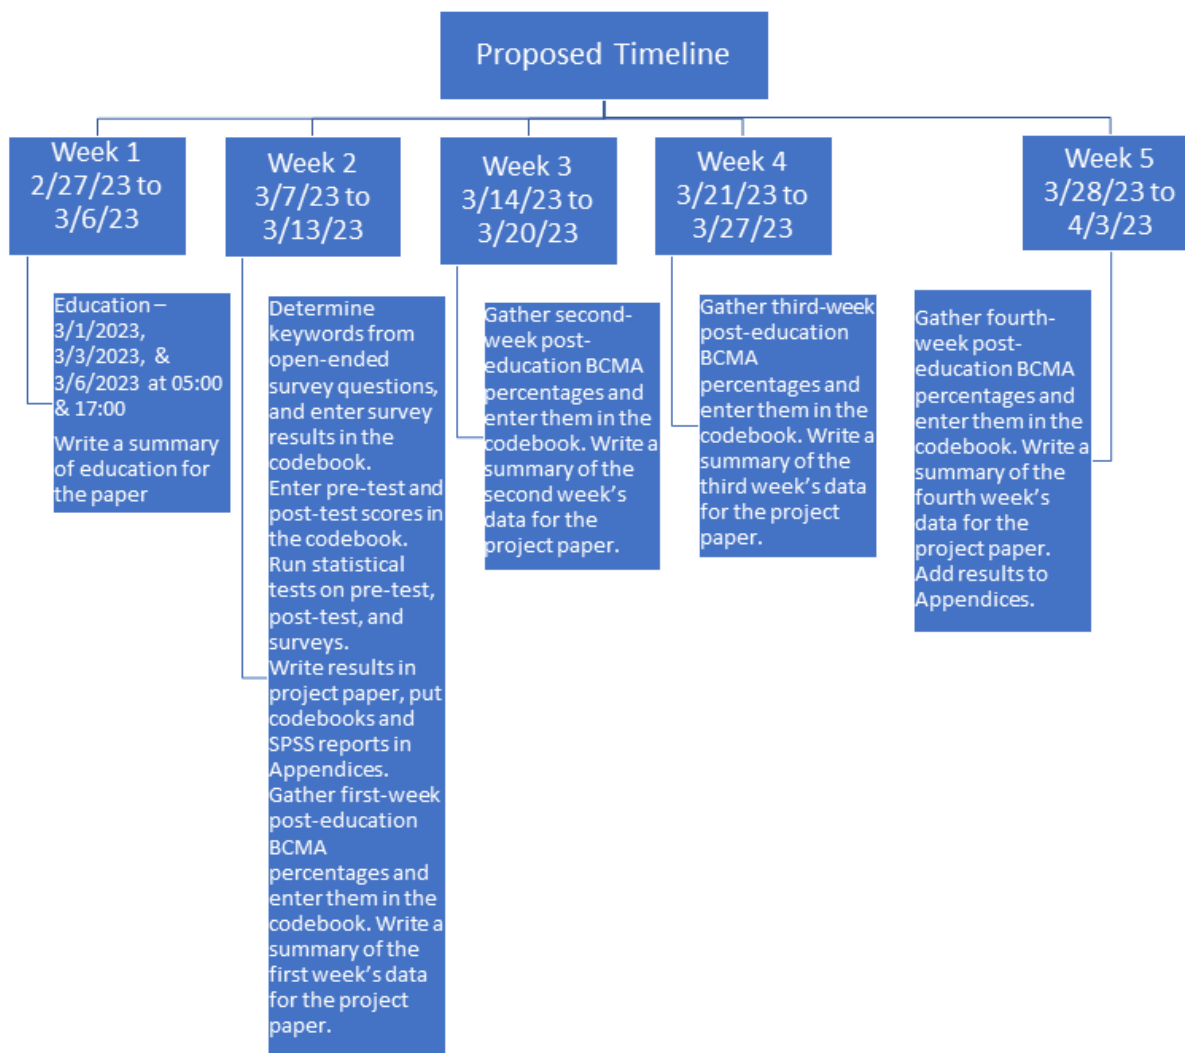 Proposed Timeline
Week 1
2/27/23 to
3/6/23
Week 2
3/7/23 to
3/13/23
Week 3
3/14/23 to
3/20/23
Week 4
3/21/23 to
3/27/23
Week 5
3/28/23 to
4/3/23
Education –
3/1/2023,
3/3/2023, &
3/6/2023 at 05:00
& 17:00
Write a summary
of education for
the paper
Determine
keywords from
open-ended
survey questions,
and enter survey
results in the
codebook.
Enter pre-test and
post-test scores in
the codebook.
Run statistical
tests on pre-test,
post-test, and
surveys.
Write results in
project paper, put
codebooks and
SPSS reports in
Appendices.
Gather first-week
post-education
BCMA
percentages and
enter them in the
codebook. Write a
summary of the
first week's data
for the project
paper.
Gather second-
week post-
education BCMA
percentages and
enter them in the
codebook. Write a
summary of the
second week's
data for the
project paper.
Gather third-week
post-education
BCMA
percentages and
enter them in the
codebook. Write a
summary of the
third week's data
for the project
paper.
Gather fourth-
week post-
education BCMA
percentages and
enter them in the
codebook. Write a
summary of the
fourth week's
data for the
project paper.
Add results to
Appendices.